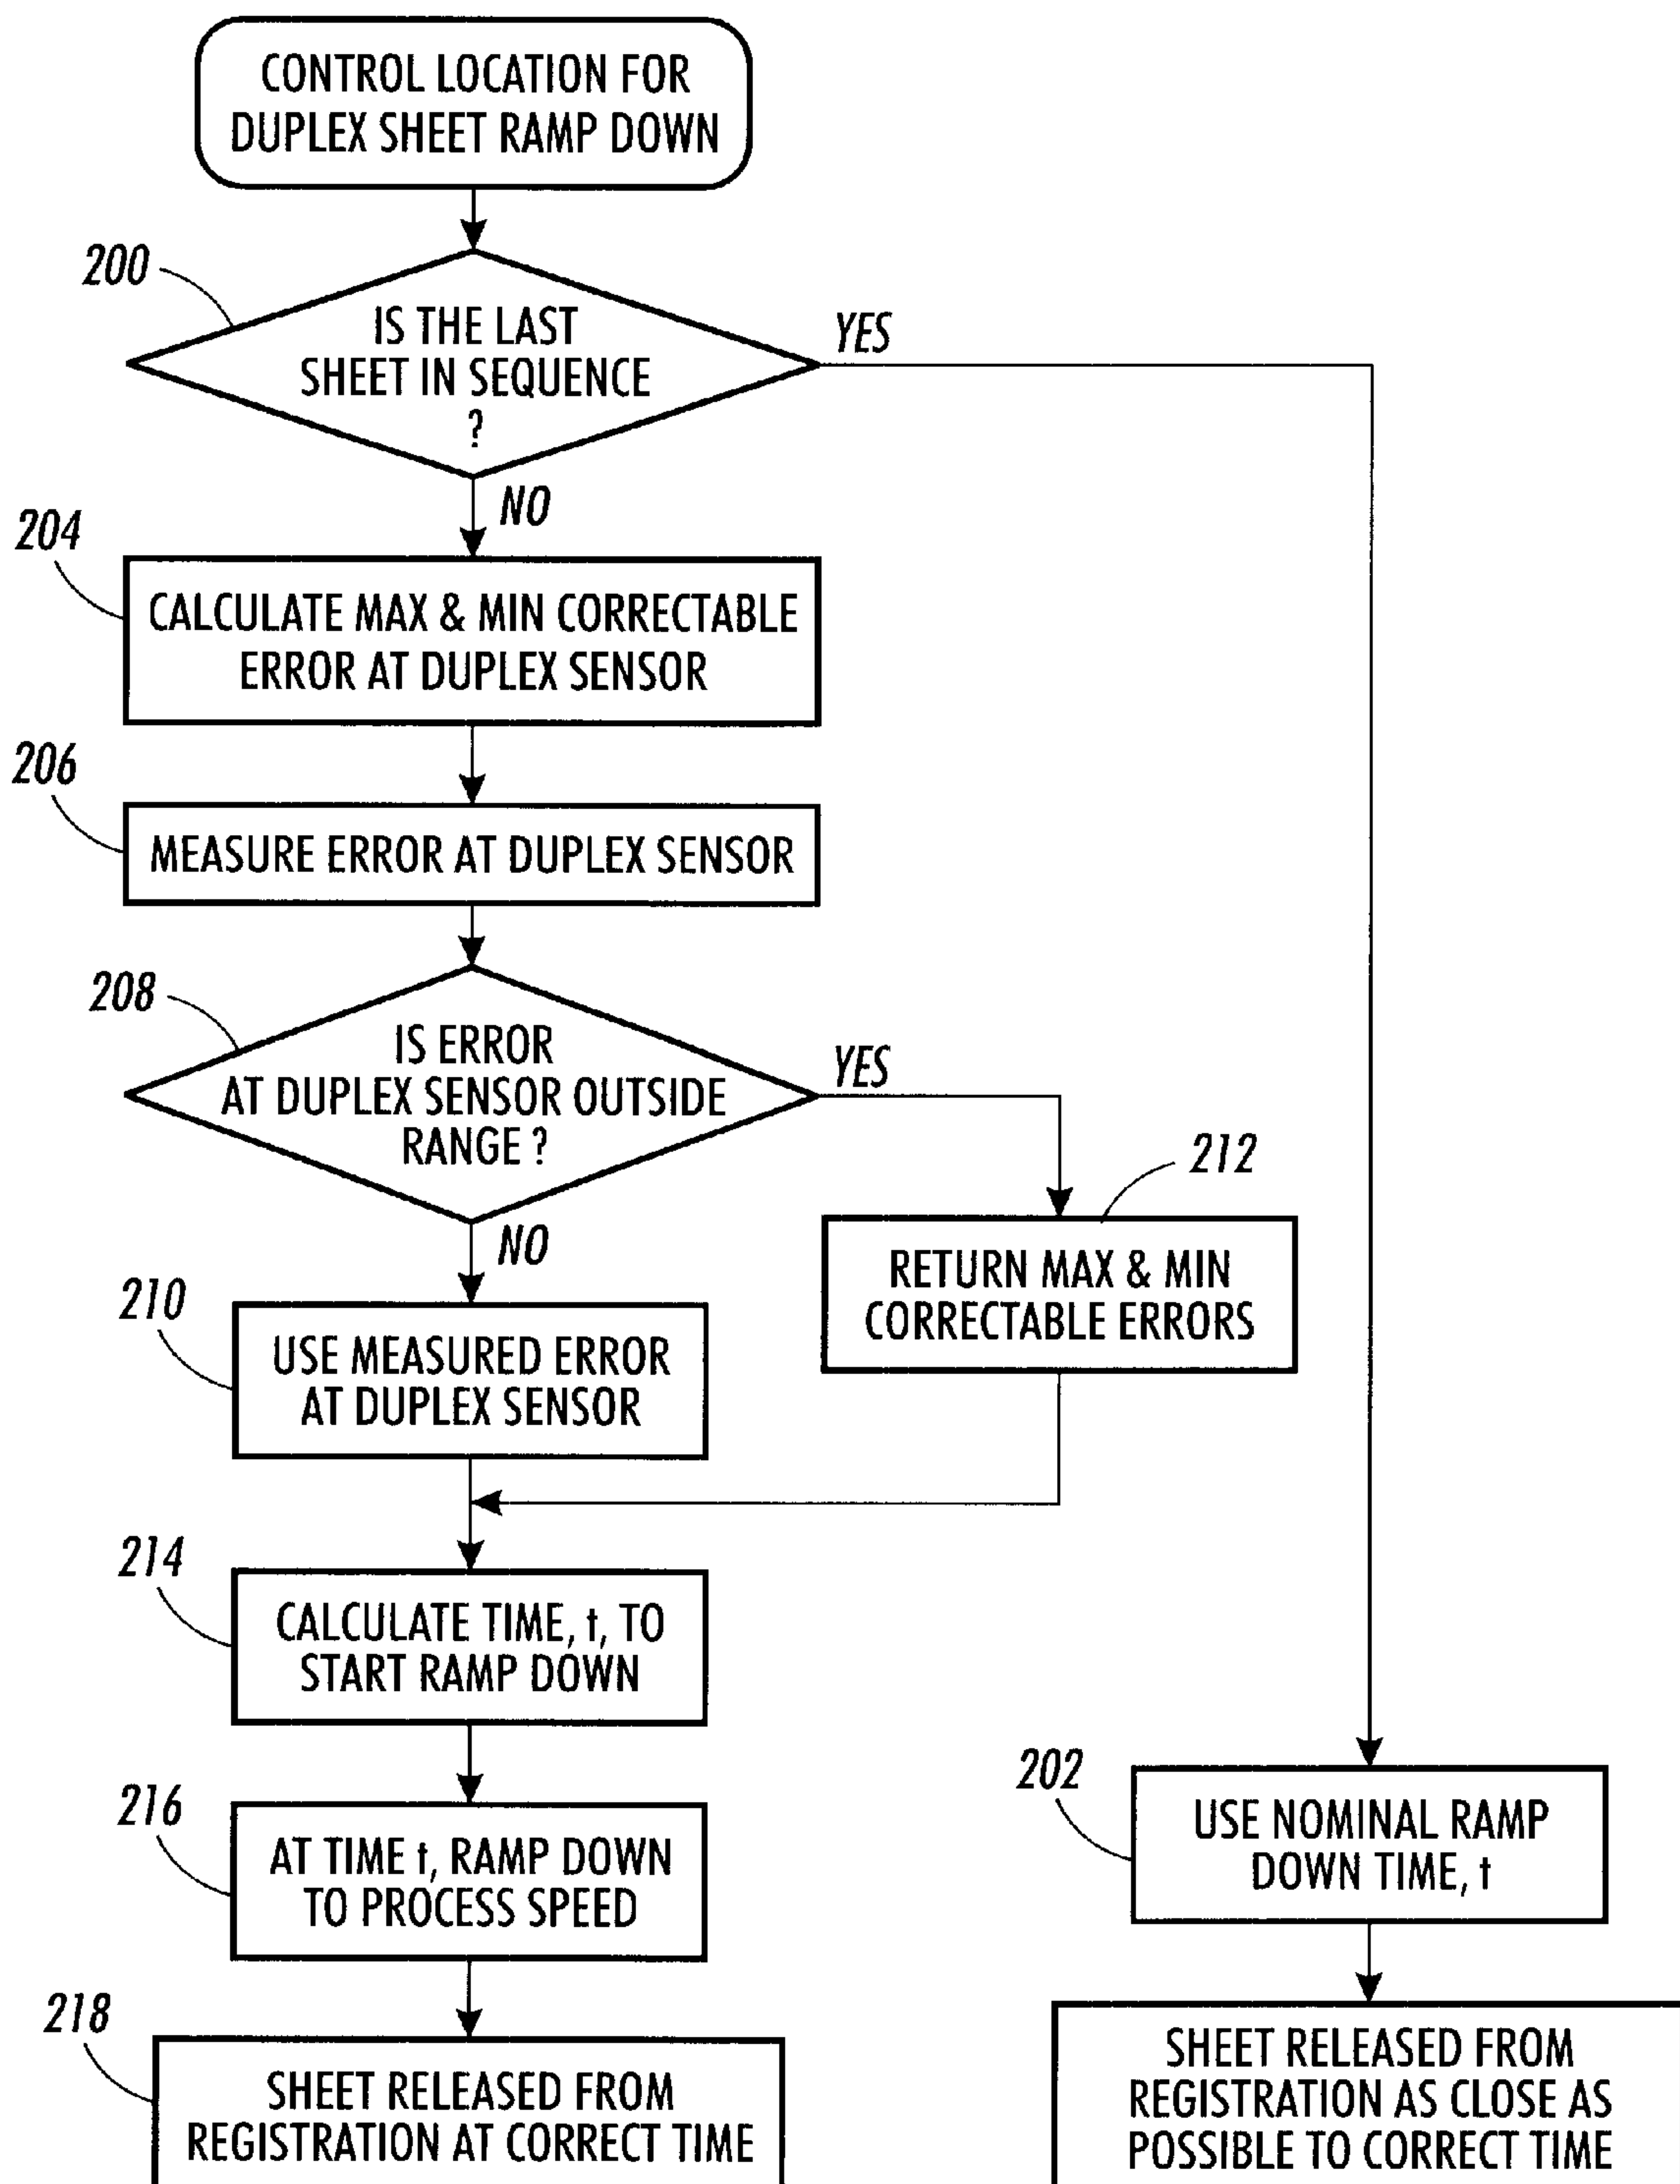 CONTROL LOCATION FOR
DUPLEX SHEET RAMP DOWN
200
IS THE LAST
SHEET IN SEQUENCE
?
YES
NO
204
CALCULATE MAX & MIN CORRECTABLE
ERROR AT DUPLEX SENSOR
206
MEASURE ERROR AT DUPLEX SENSOR
208
IS ERROR
AT DUPLEX SENSOR OUTSIDE
RANGE ?
YES
NO
212
RETURN MAX & MIN
CORRECTABLE ERRORS
210
USE MEASURED ERROR
AT DUPLEX SENSOR
214
CALCULATE TIME, t, TO
START RAMP DOWN
216
AT TIME t, RAMP DOWN
TO PROCESS SPEED
202
USE NOMINAL RAMP
DOWN TIME, t
218
SHEET RELEASED FROM
REGISTRATION AT CORRECT TIME
SHEET RELEASED FROM
REGISTRATION AS CLOSE AS
POSSIBLE TO CORRECT TIME